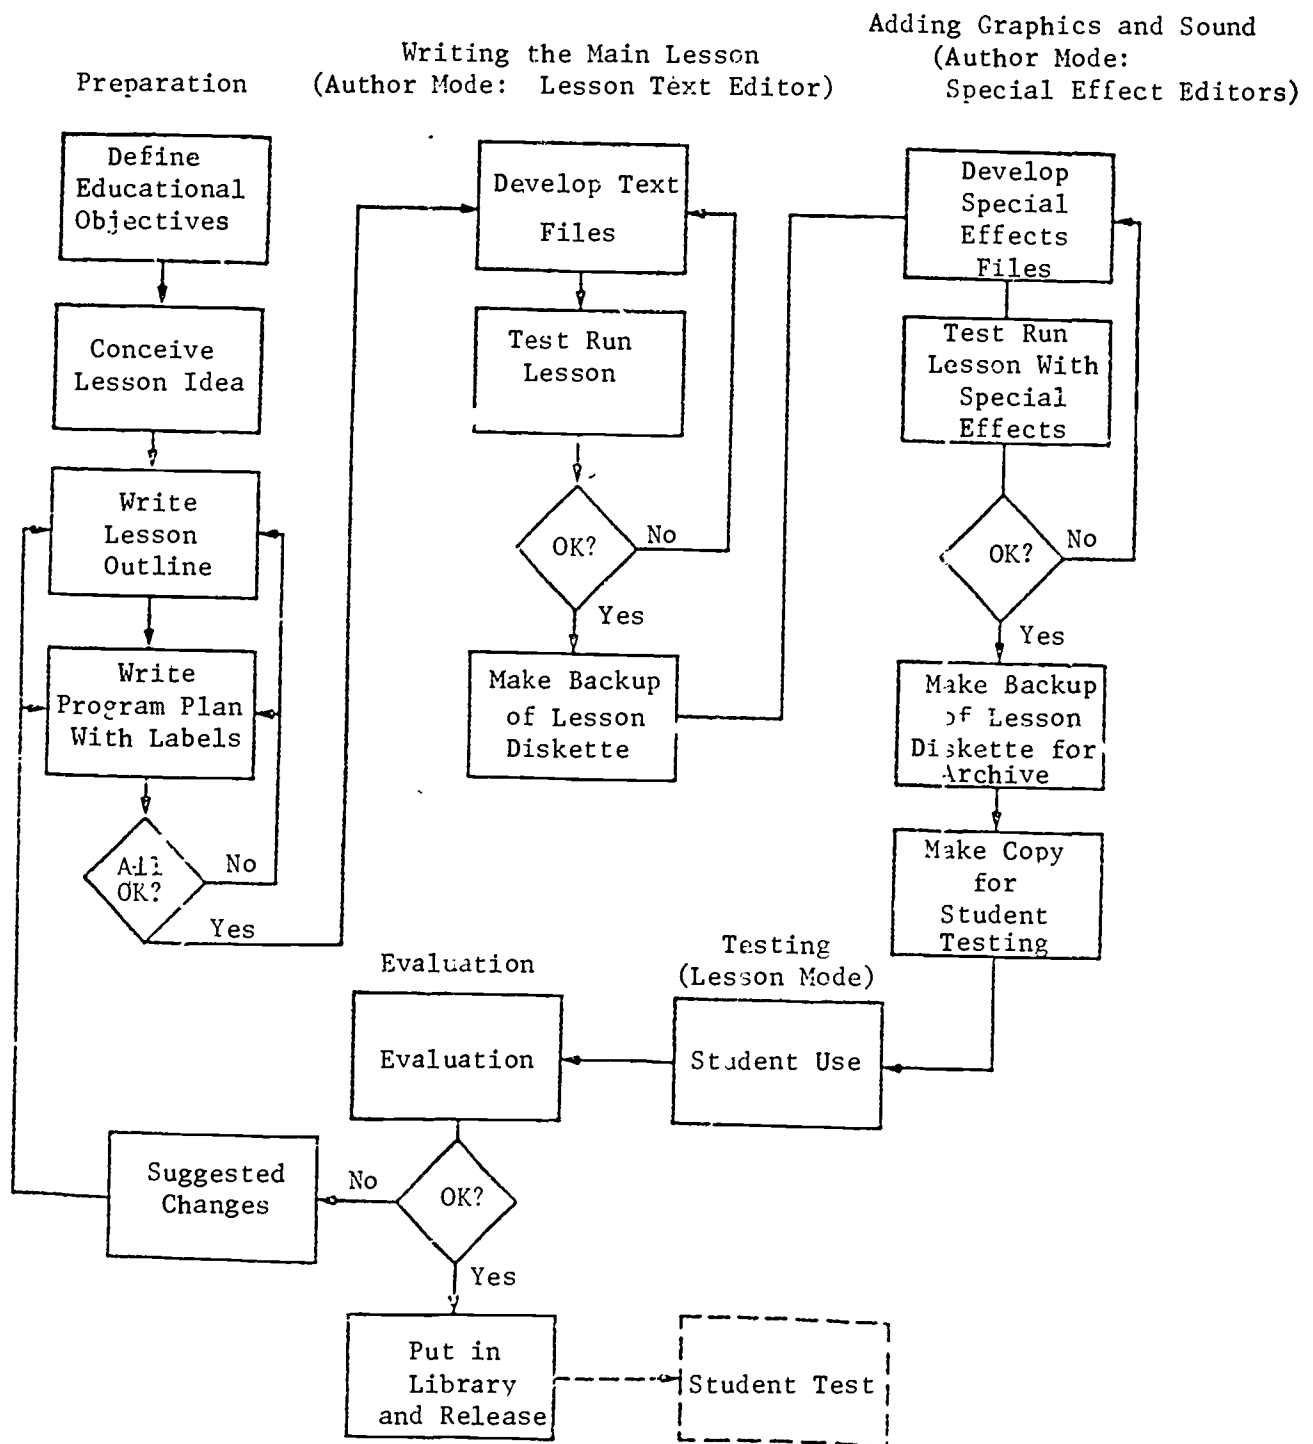 Preparation
Define
Educational
Objectives
Conceive
Lesson Idea
Write
Lesson
Outline
Write
Program Plan
With Labels
All
OK?
No
Yes
Writing the Main Lesson
(Author Mode: Lesson Text Editor)
Develop Text
Files
Test Run
Lesson
OK?
No
Yes
Make Backup
of Lesson
Diskette
Adding Graphics and Sound
(Author Mode:
Special Effect Editors)
Develop
Special
Effects
Files
Test Run
Lesson With
Special
Effects
OK?
No
Yes
Make Backup
of Lesson
Diskette for
Archive
Make Copy
for
Student
Testing
Testing
(Lesson Mode)
Student Use
Evaluation
Evaluation
OK?
No
Suggested
Changes
Yes
Put in
Library
and Release
Student Test